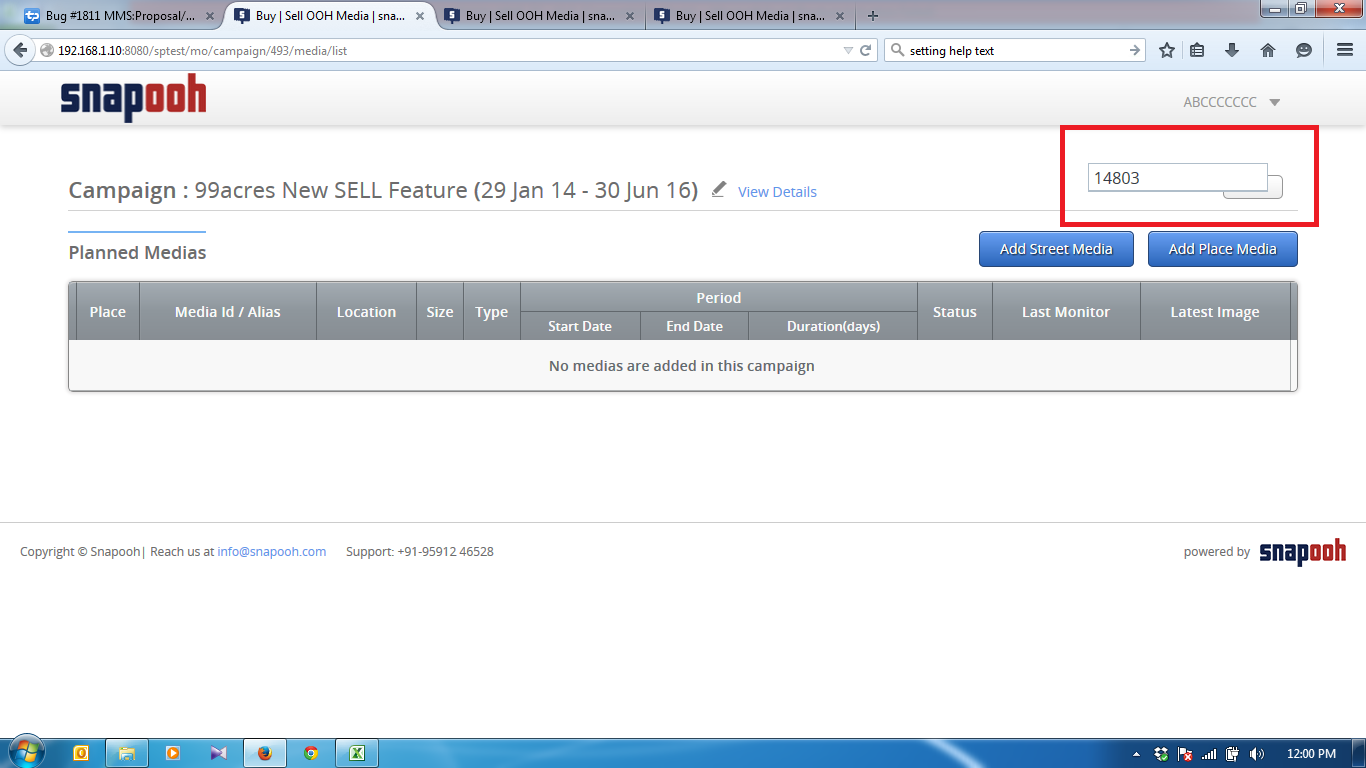 Bug #1811 MMS:Proposal/... Buy | Sell OOH Media | sna... Buy | Sell OOH Media | sna... Buy | Sell OOH Media | sna...
192.168.1.10:8080/sptest/mo/campaign/493/media/list setting help text
snapooh
ABCCCCCCC
14803
Campaign : 99acres New SELL Feature (29 Jan 14 - 30 Jun 16) View Details
Planned Medias
Add Street Media Add Place Media
Place Media Id / Alias Location Size Type Period Status Last Monitor Latest Image
Start Date End Date Duration(days)
No medias are added in this campaign
Copyright © Snapooh| Reach us at info@snapooh.com Support: +91-95912 46528 powered by snapooh
12:00 PM